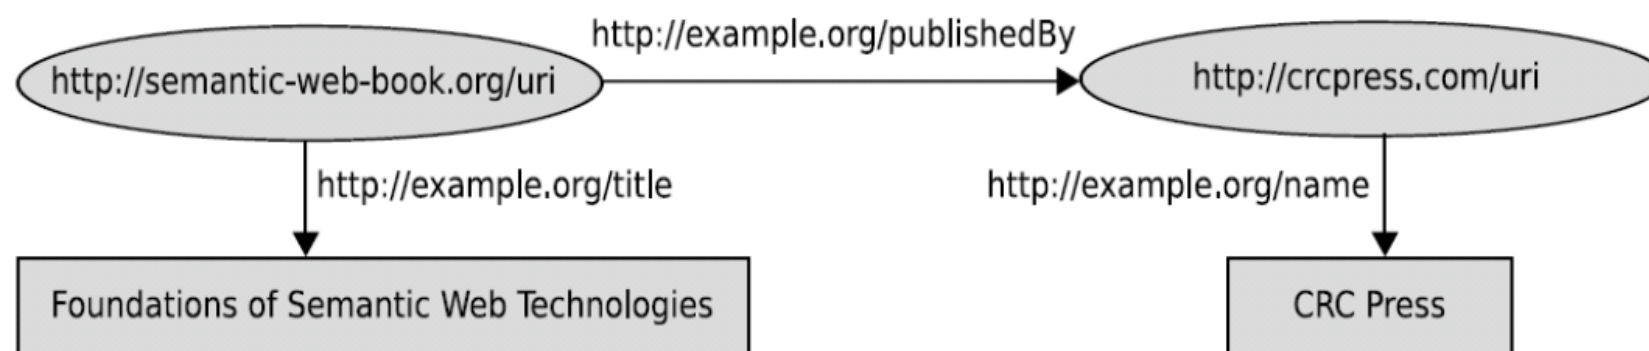 http://example.org/publishedBy
http://semantic-web-book.org/uri
http://crcpress.com/uri
http://example.org/title
http://example.org/name
Foundations of Semantic Web Technologies
CRC Press